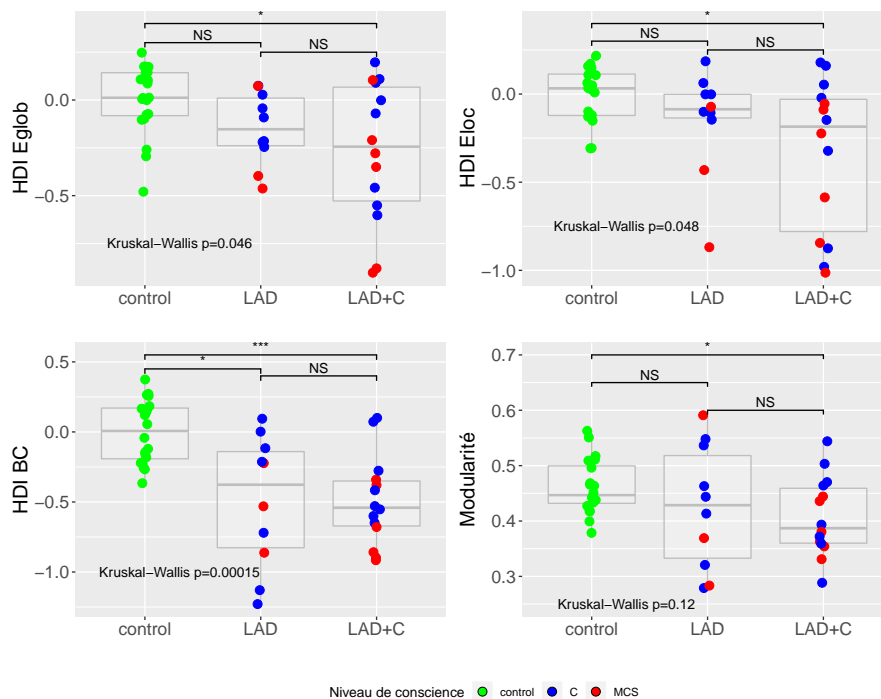 *
NS
NS
0.0
−0.5
HDI Eglob
Kruskal−Wallis p=0.046
control LAD LAD+C
*
NS
NS
0.0
−0.5
−1.0
HDI Eloc
Kruskal−Wallis p=0.048
control LAD LAD+C
***
*
NS
0.5
0.0
−0.5
−1.0
HDI BC
Kruskal−Wallis p=0.00015
control LAD LAD+C
*
NS
NS
0.7
0.6
0.5
0.4
0.3
Modularité
Kruskal−Wallis p=0.12
control LAD LAD+C
Niveau de conscience control C MCS